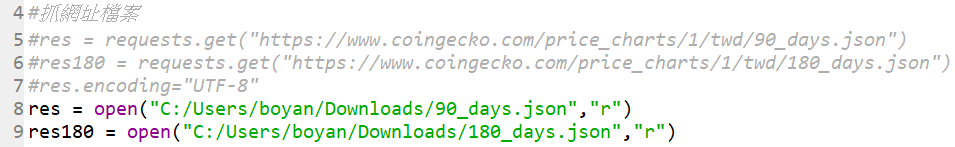 4 #抓網址檔案
5 #res = requests.get("https://www.coingecko.com/price_charts/1/twd/90_days.json")
6 #res180 = requests.get("https://www.coingecko.com/price_charts/1/twd/180_days.json")
7 #res.encoding="UTF-8"
8 res = open("C:/Users/boyan/Downloads/90_days.json","r")
9 res180 = open("C:/Users/boyan/Downloads/180_days.json","r")